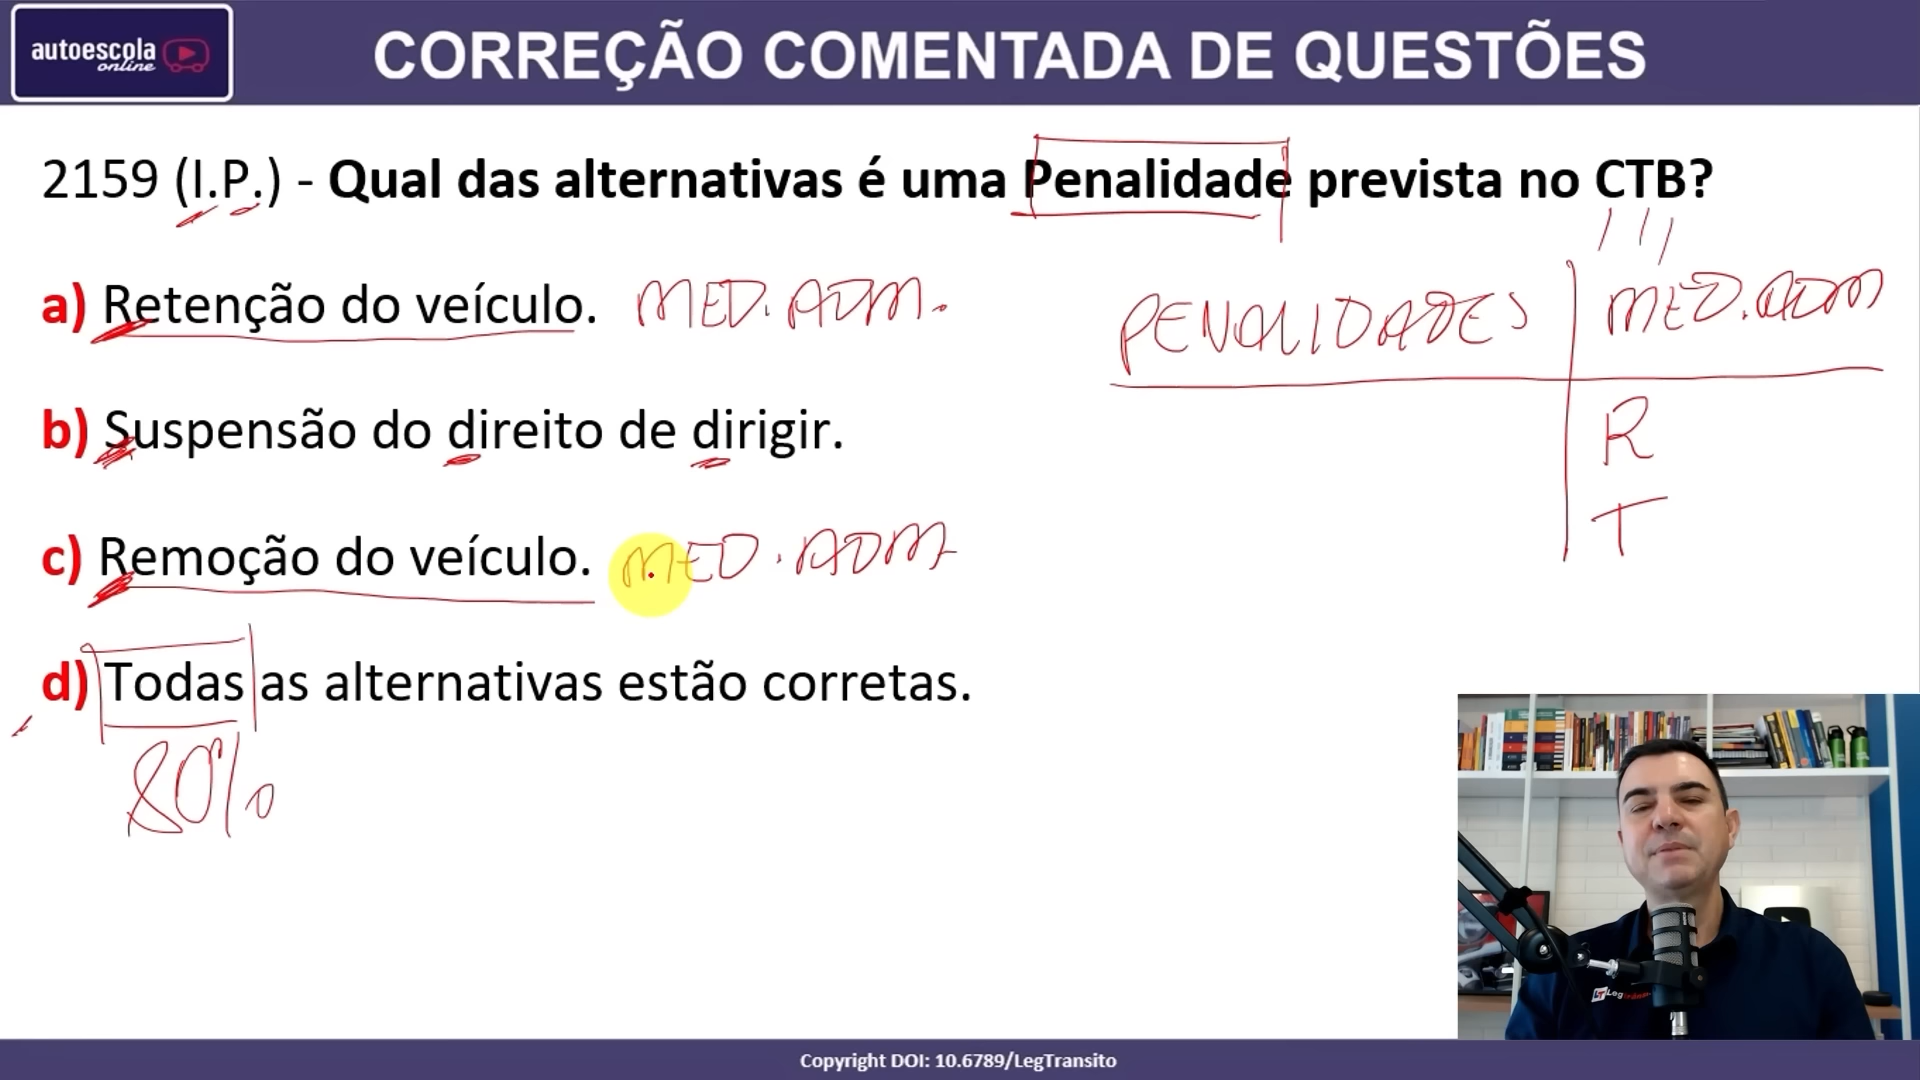 autoescola
online
CORREÇÃO COMENTADA DE QUESTÕES
2159 (I.P.) - Qual das alternativas é uma Penalidade prevista no CTB?
a) Retenção do veículo. MED. ADM.
PENALIDADES MED. ADM
b) Suspensão do direito de dirigir.
R
T
c) Remoção do veículo. MED. ADM
d) Todas as alternativas estão corretas.
80%
Copyright DOI: 10.6789/LegTransito